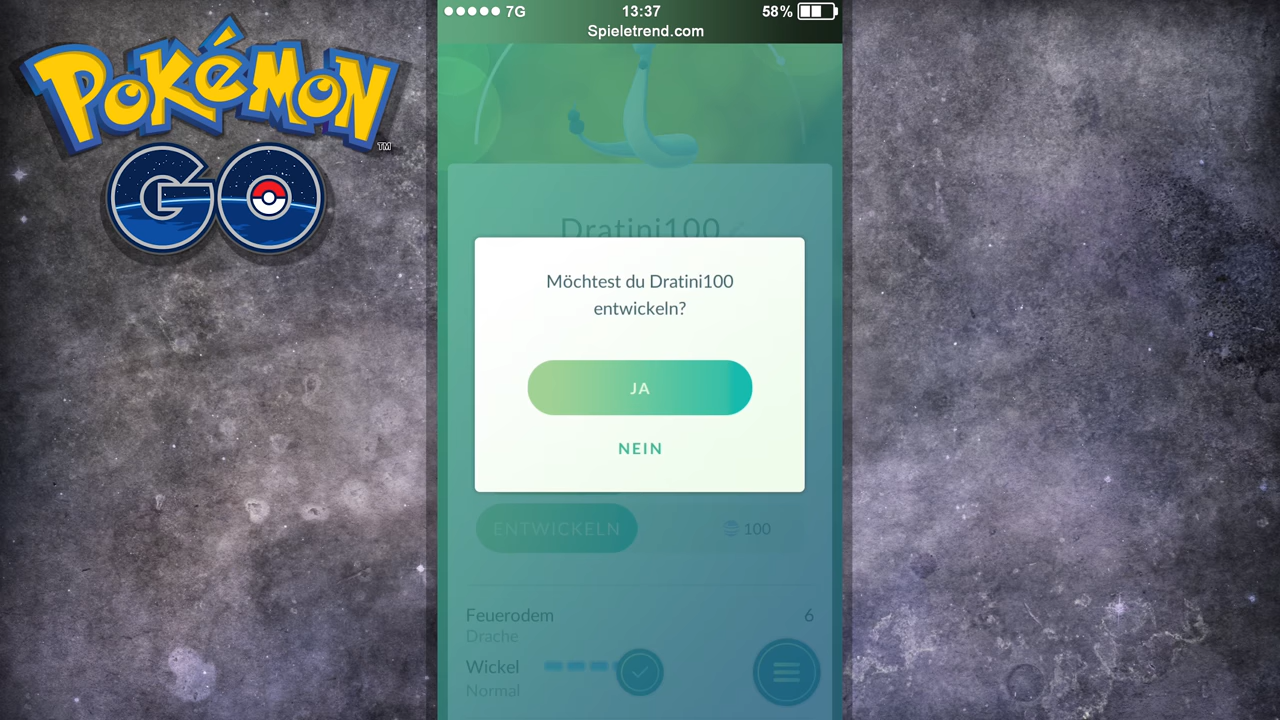 POKÉMON
TM
GO
7G
13:37
58%
Spieletrend.com
Dratini100
Möchtest du Dratini100
entwickeln?
JA
NEIN
ENTWICKELN
100
Feuerodem
6
Drache
Wickel
Normal